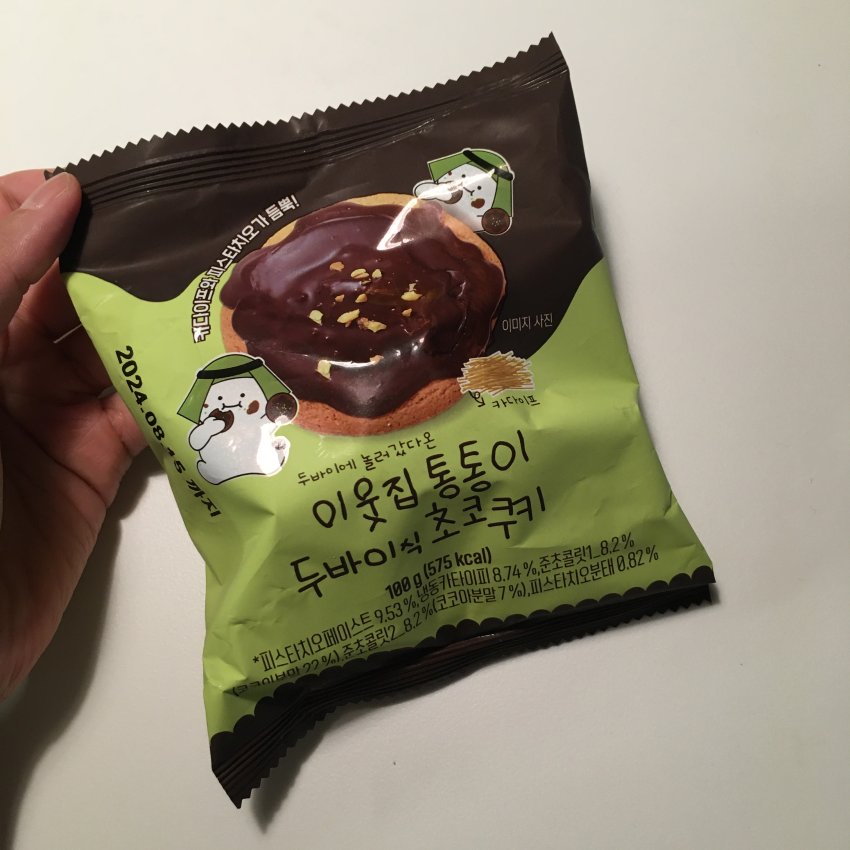 카다이프와 피스타치오가 듬뿍!
이미지 사진
카다이프
2024.08.15 까지
두바이에 놀러갔다온
이웃집 통통이
두바이식 초코쿠키
100 g (575 kcal)
*피스타치오페이스트 9.53 %,냉동카타이피 8.74 %,준초콜릿1_8.2 %
(코코아분말 22 %),준초콜릿2_8.2%(코코아분말 7 %),피스타치오분태 0.82 %